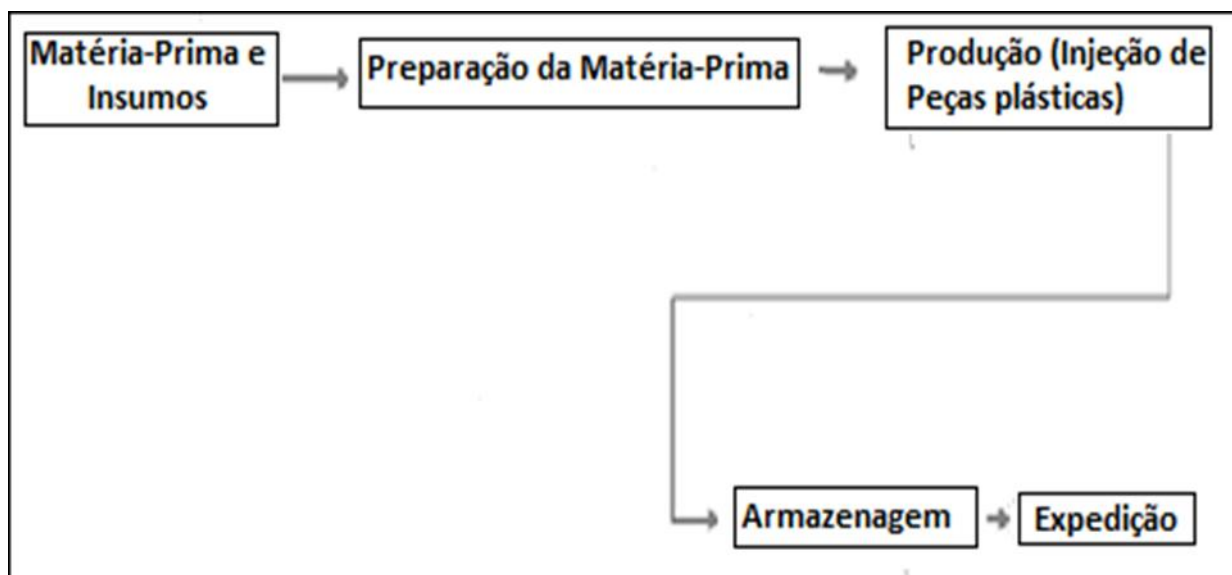 Matéria-Prima e
Insumos
Preparação da Matéria-Prima
Produção (Injeção de
Peças plásticas)
Armazenagem
Expedição